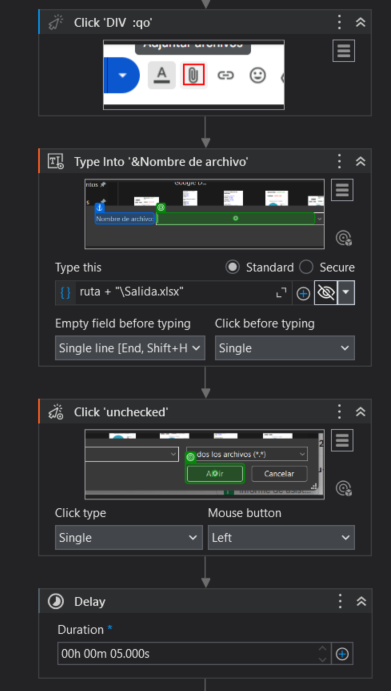 Click 'DIV :qo'
Adjuntar archivos
A
Type Into '&Nombre de archivo'
Google D...
Nombre de archivo
Type this
Standard
Secure
ruta + "\Salida.xlsx"
Empty field before typing
Click before typing
Single line [End, Shift+H
Single
Click 'unchecked'
dos los archivos (*.*)
Cancelar
Click type
Mouse button
Single
Left
Delay
Duration *
00h 00m 05.000s